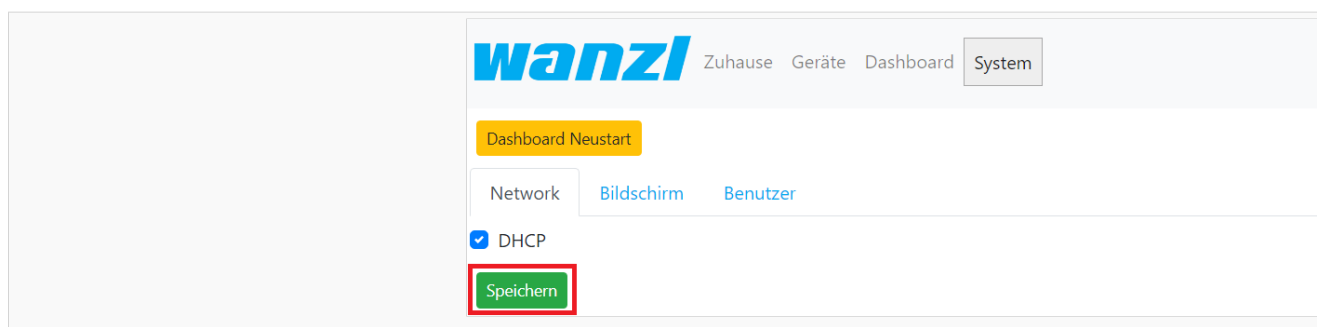 wanzl Zuhause Geräte Dashboard System
Dashboard Neustart
Network Bildschirm Benutzer
DHCP
Speichern